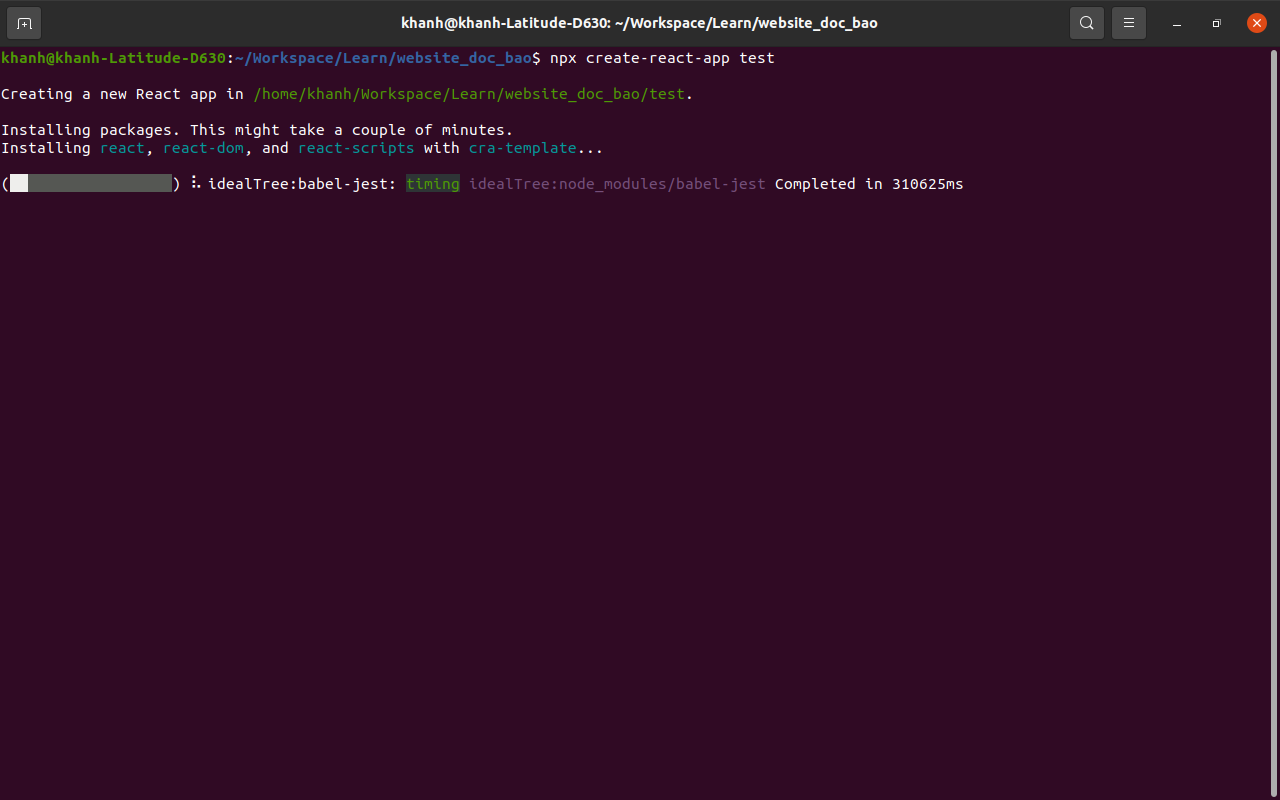 khanh@khanh-Latitude-D630: ~/Workspace/Learn/website_doc_bao
khanh@khanh-Latitude-D630:~/Workspace/Learn/website_doc_bao$ npx create-react-app test
Creating a new React app in /home/khanh/Workspace/Learn/website_doc_bao/test.
Installing packages. This might take a couple of minutes.
Installing react, react-dom, and react-scripts with cra-template...
(██████████████████) ⠧ idealTree:babel-jest: timing idealTree:node_modules/babel-jest Completed in 310625ms